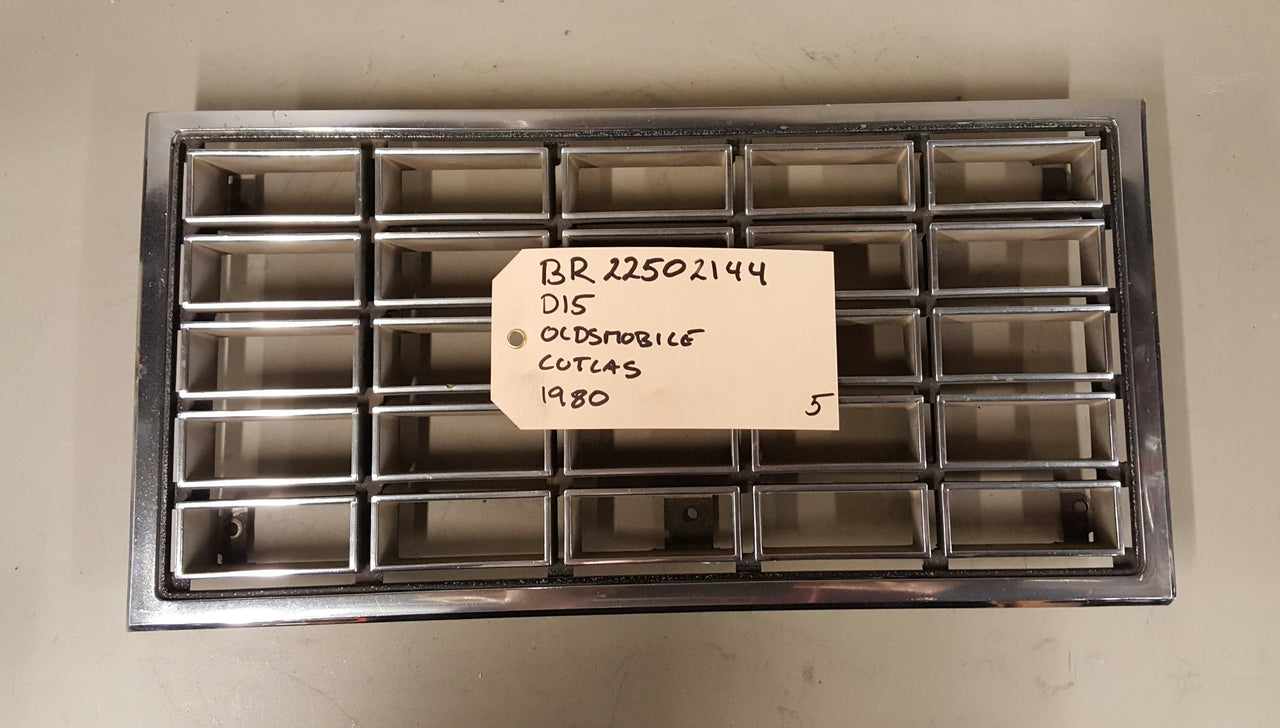 BR 22502144
D15
OLDSMOBILE
CUTLAS
1980
5